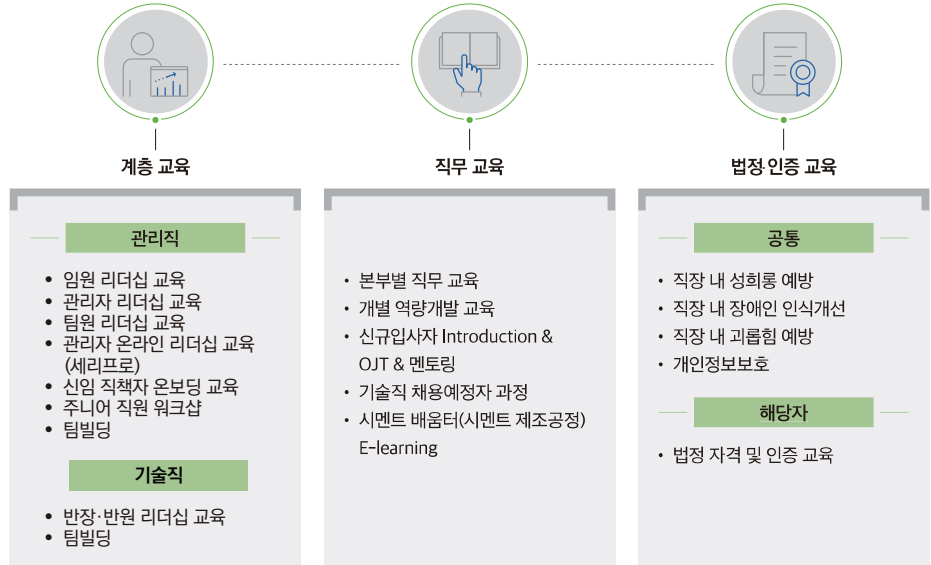 계층 교육
관리직
• 임원 리더십 교육
• 관리자 리더십 교육
• 팀원 리더십 교육
• 관리자 온라인 리더십 교육
(세리프로)
• 신임 직책자 온보딩 교육
• 주니어 직원 워크샵
• 팀빌딩
기술직
• 반장·반원 리더십 교육
• 팀빌딩
직무 교육
• 본부별 직무 교육
• 개별 역량개발 교육
• 신규입사자 Introduction &
OJT & 멘토링
• 기술직 채용예정자 과정
• 시멘트 배움터(시멘트 제조공정)
E-learning
법정·인증 교육
공통
• 직장 내 성희롱 예방
• 직장 내 장애인 인식개선
• 직장 내 괴롭힘 예방
• 개인정보보호
해당자
• 법정 자격 및 인증 교육